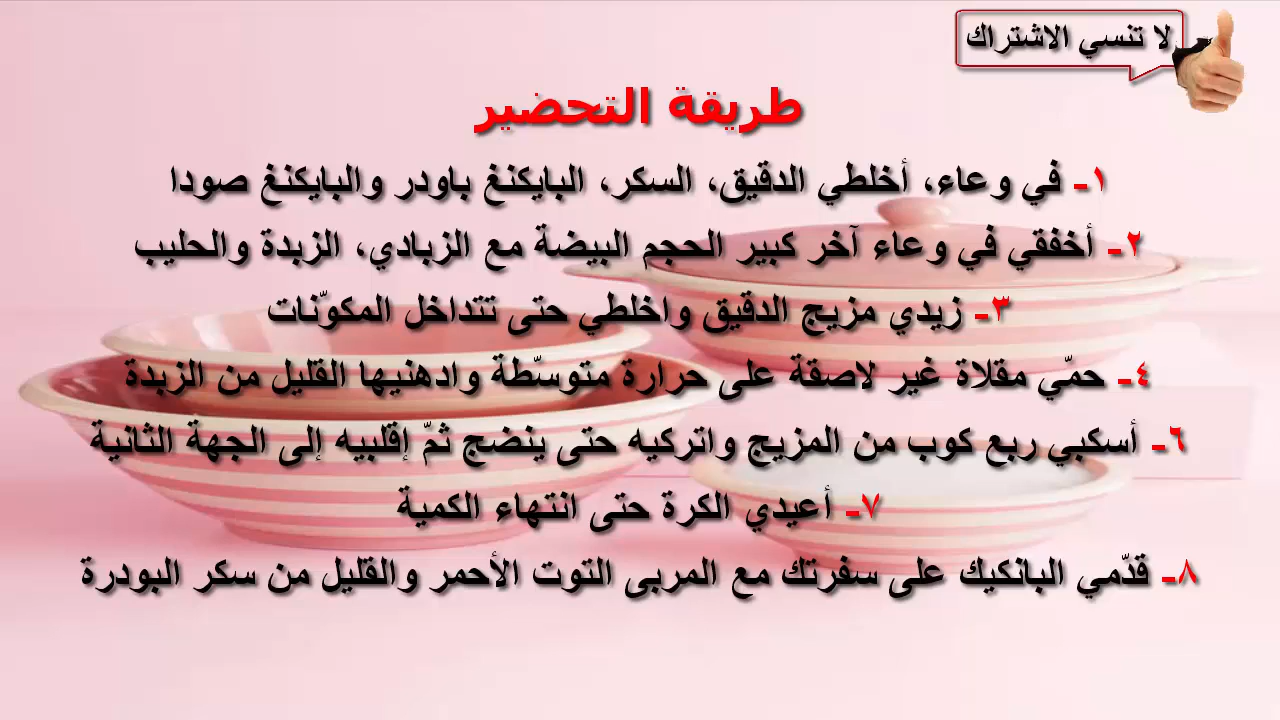 لا تنسي الاشتراك
طريقة التحضير
١- في وعاء، أخلطي الدقيق، السكر، البايكنغ باودر والبايكنغ صودا
٢- أخفقي في وعاء آخر كبير الحجم البيضة مع الزبادي، الزبدة والحليب
٣- زيدي مزيج الدقيق واخلطي حتى تتداخل المكوّنات
٤- حمّي مقلاة غير لاصقة على حرارة متوسّطة وادهنيها القليل من الزبدة
٦- أسكبي ربع كوب من المزيج واتركيه حتى ينضج ثمّ إقلبيه إلى الجهة الثانية
٧- أعيدي الكرة حتى انتهاء الكمية
٨- قدّمي البانكيك على سفرتك مع المربى التوت الأحمر والقليل من سكر البودرة